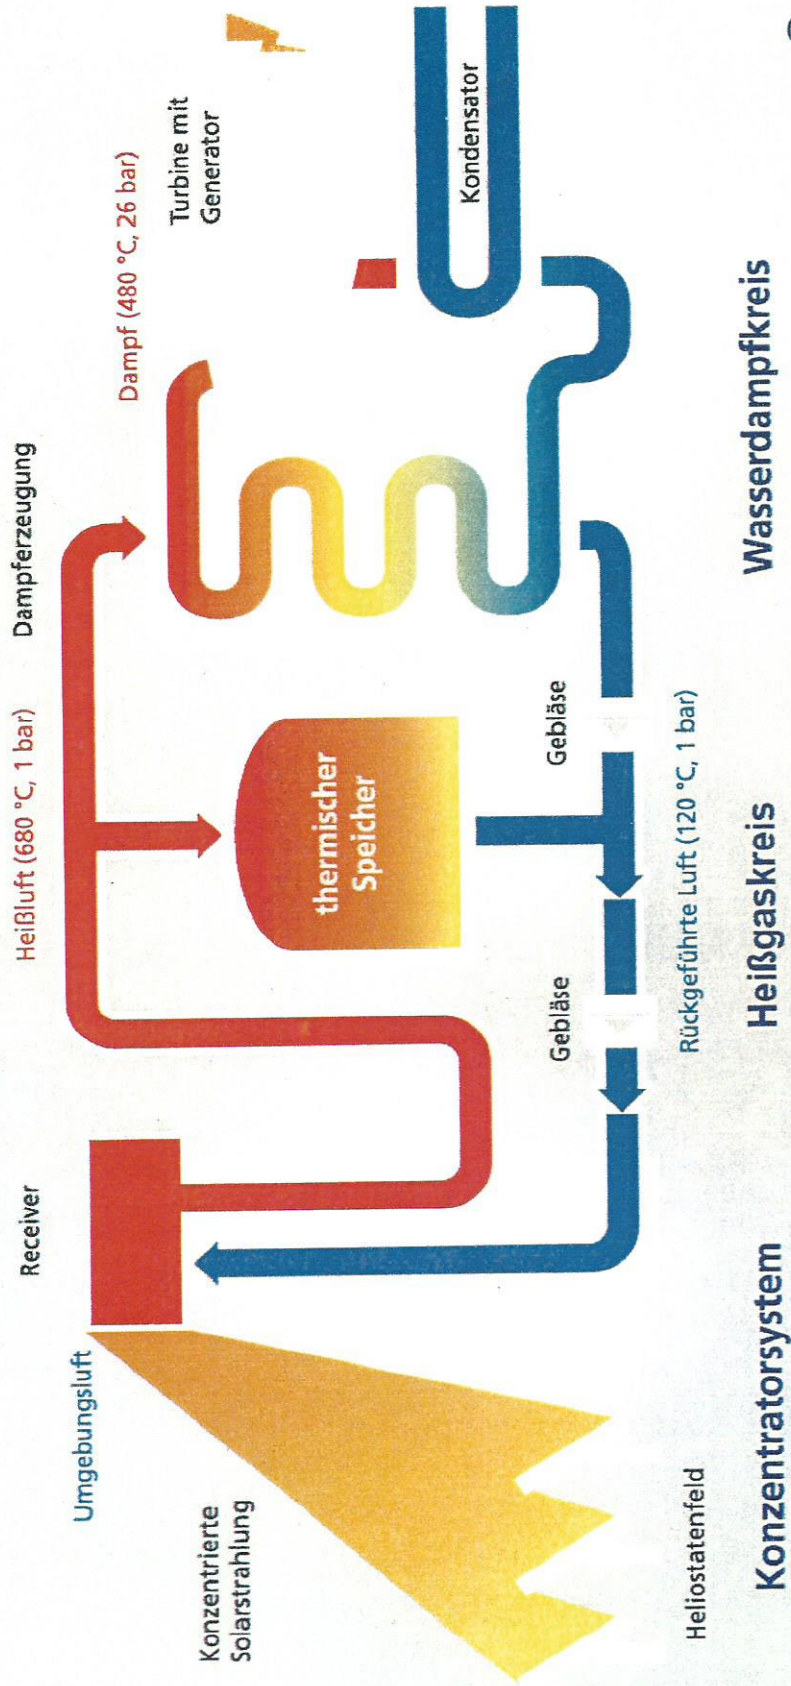 Receiver
Heißluft (680 °C, 1 bar)
Dampferzeugung
Umgebungsluft
Dampf (480 °C, 26 bar)
Turbine mit
Generator
Konzentrierte
Solarstrahlung
thermischer
Speicher
Kondensator
Gebläse
Gebläse
Heliostatenfeld
Rückgeführte Luft (120 °C, 1 bar)
Konzentratorsystem
Heißgaskreis
Wasserdampfkreis